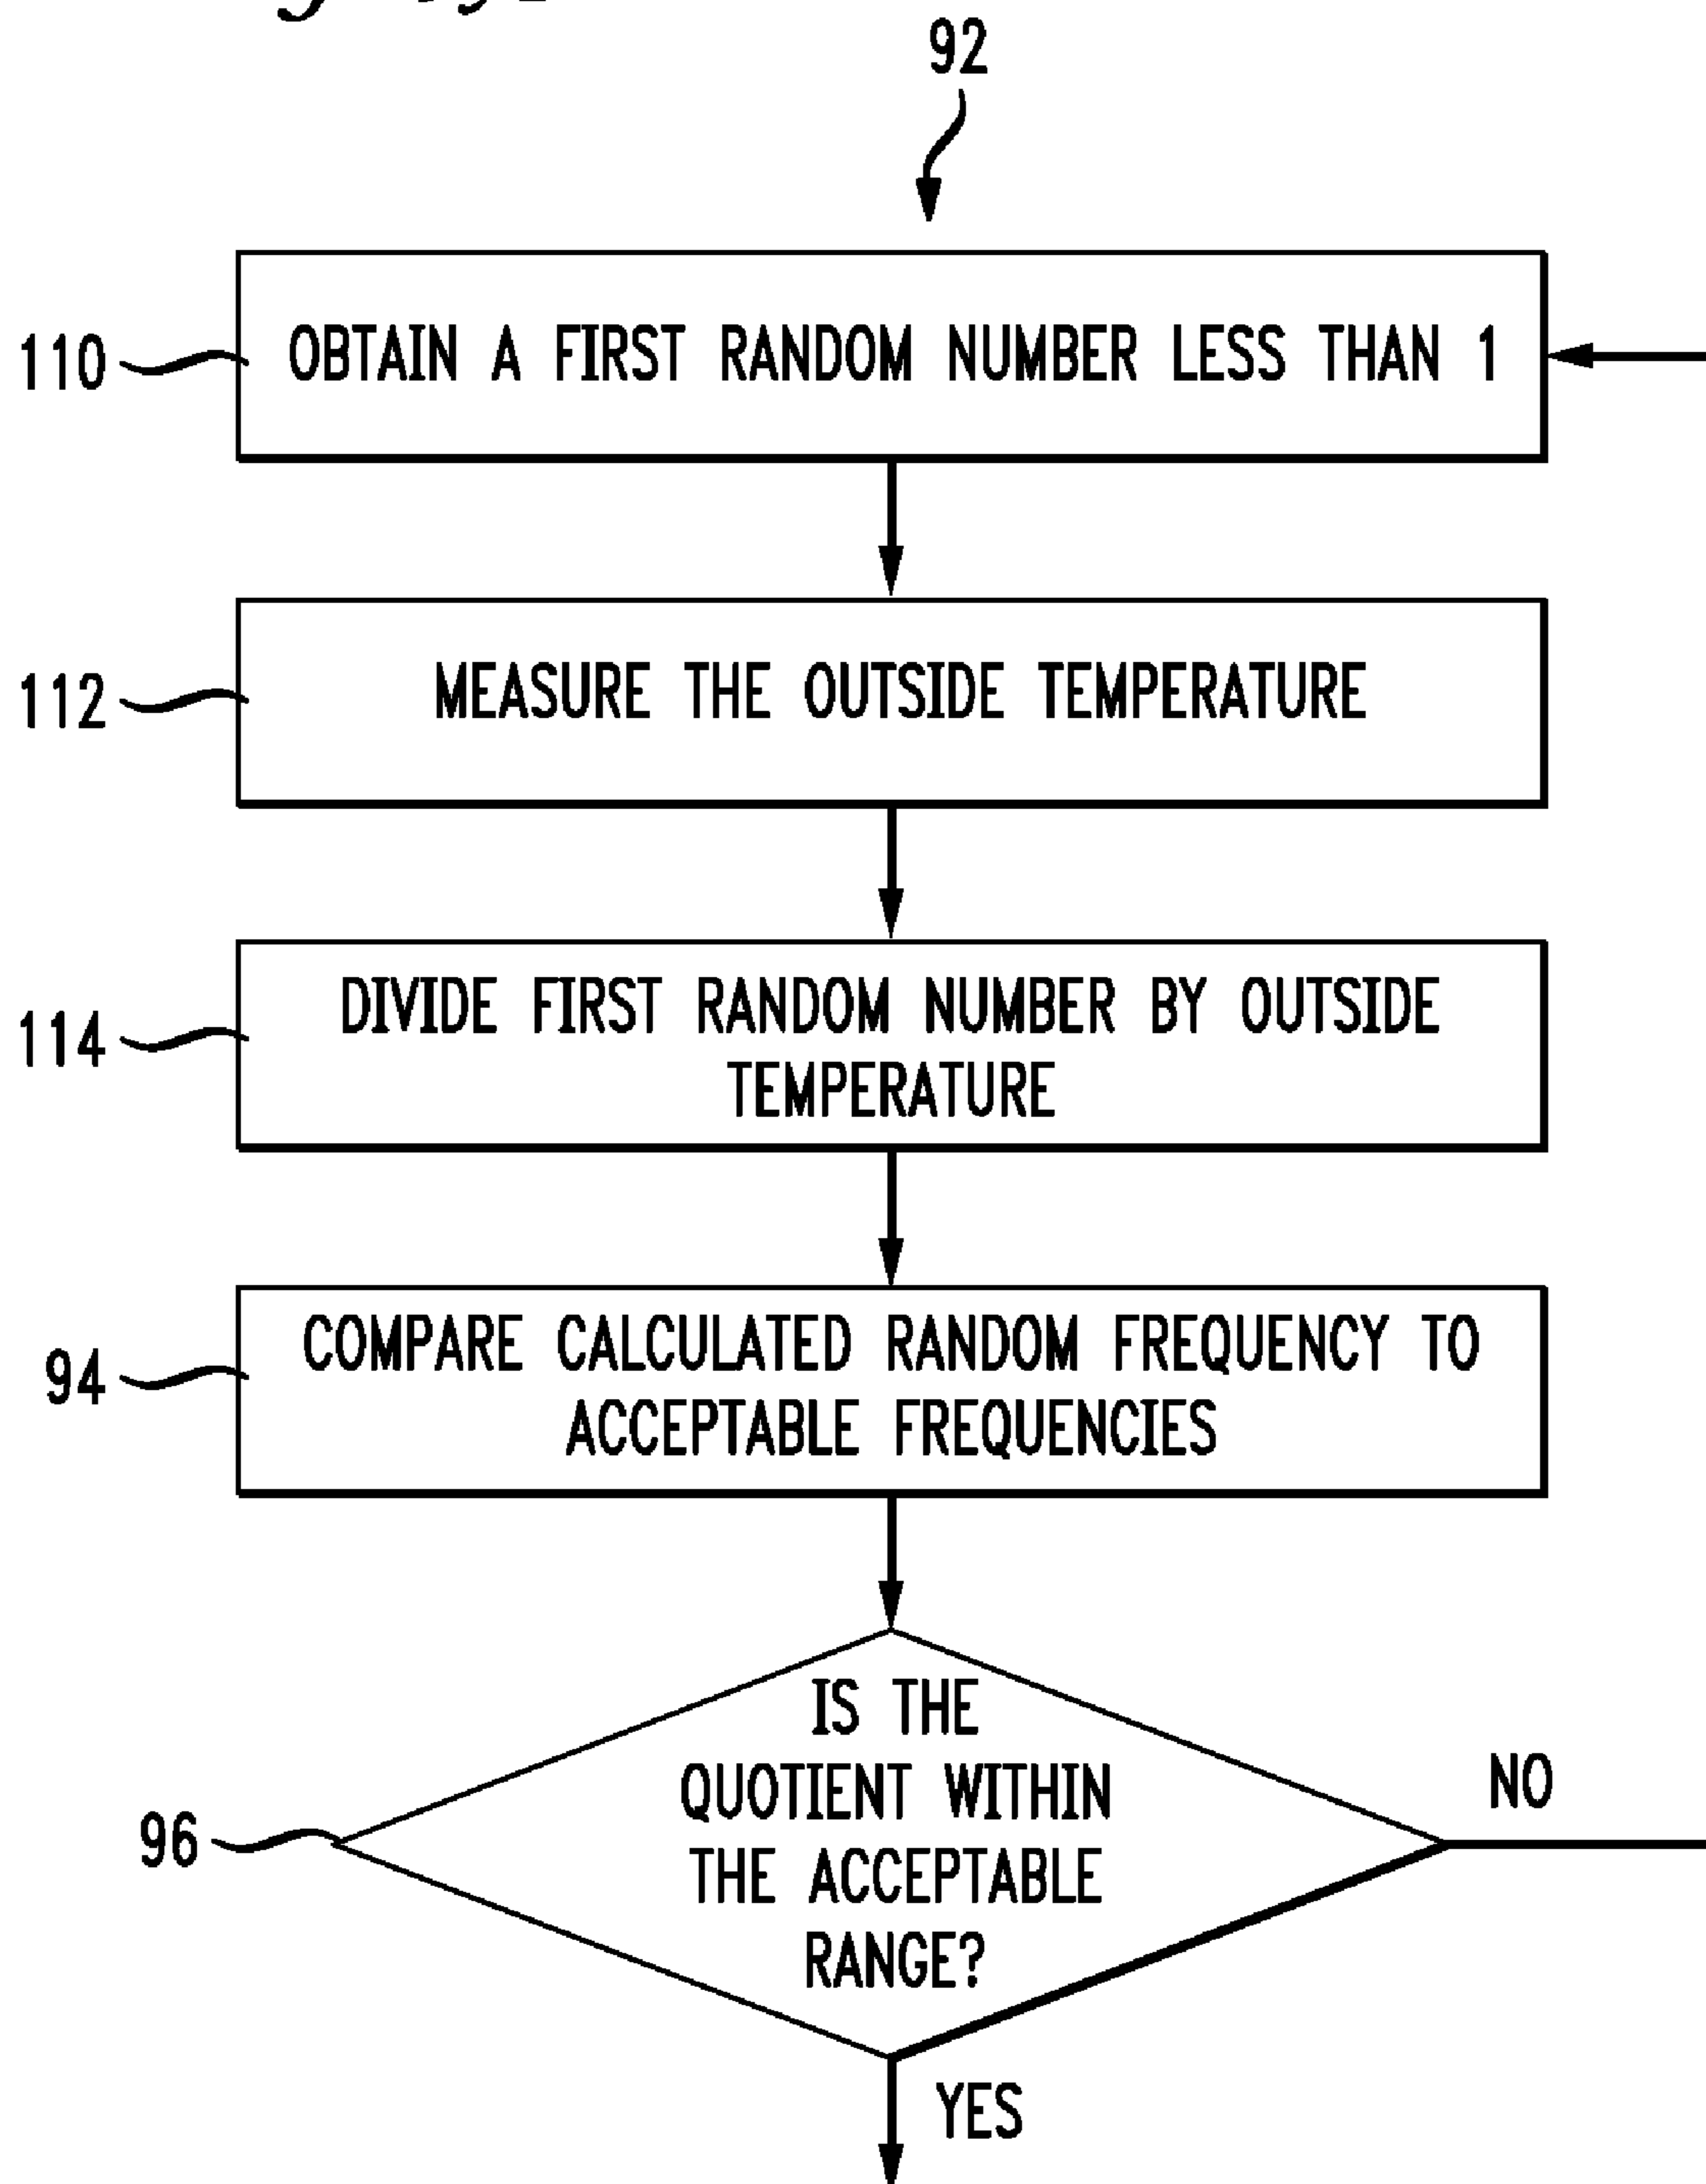 92
110
OBTAIN A FIRST RANDOM NUMBER LESS THAN 1
112
MEASURE THE OUTSIDE TEMPERATURE
114
DIVIDE FIRST RANDOM NUMBER BY OUTSIDE
TEMPERATURE
94
COMPARE CALCULATED RANDOM FREQUENCY TO
ACCEPTABLE FREQUENCIES
96
IS THE
QUOTIENT WITHIN
THE ACCEPTABLE
RANGE?
NO
YES